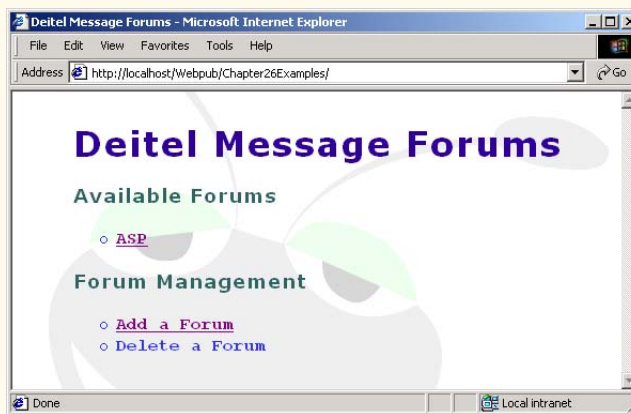 Deitel Message Forums - Microsoft Internet Explorer
File Edit View Favorites Tools Help
Address http://localhost/Webpub/Chapter26Examples/ Go
Deitel Message Forums
Available Forums
ASP
Forum Management
Add a Forum
Delete a Forum
Done Local intranet